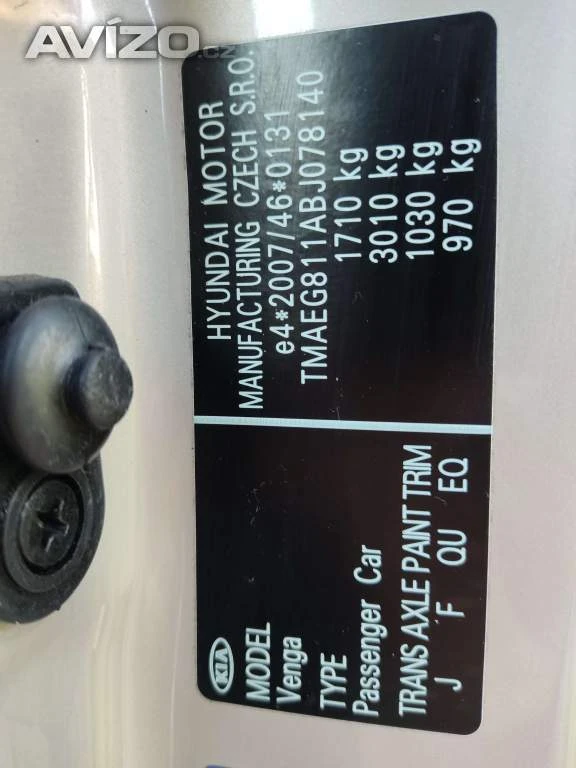 AVÍZO.CZ
HYUNDAI MOTOR
MANUFACTURING CZECH S.R.O.
e4*2007/46*0131
TMAEG811ABJ078140
1710 kg
3010 kg
1030 kg
970 kg
KIA
MODEL
Venga
TYPE
Passenger Car
TRANS AXLE PAINT TRIM
J F QU EQ